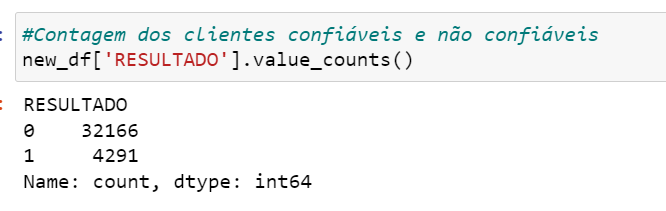 #Contagem dos clientes confiáveis e não confiáveis
new_df['RESULTADO'].value_counts()
RESULTADO
0    32166
1     4291
Name: count, dtype: int64